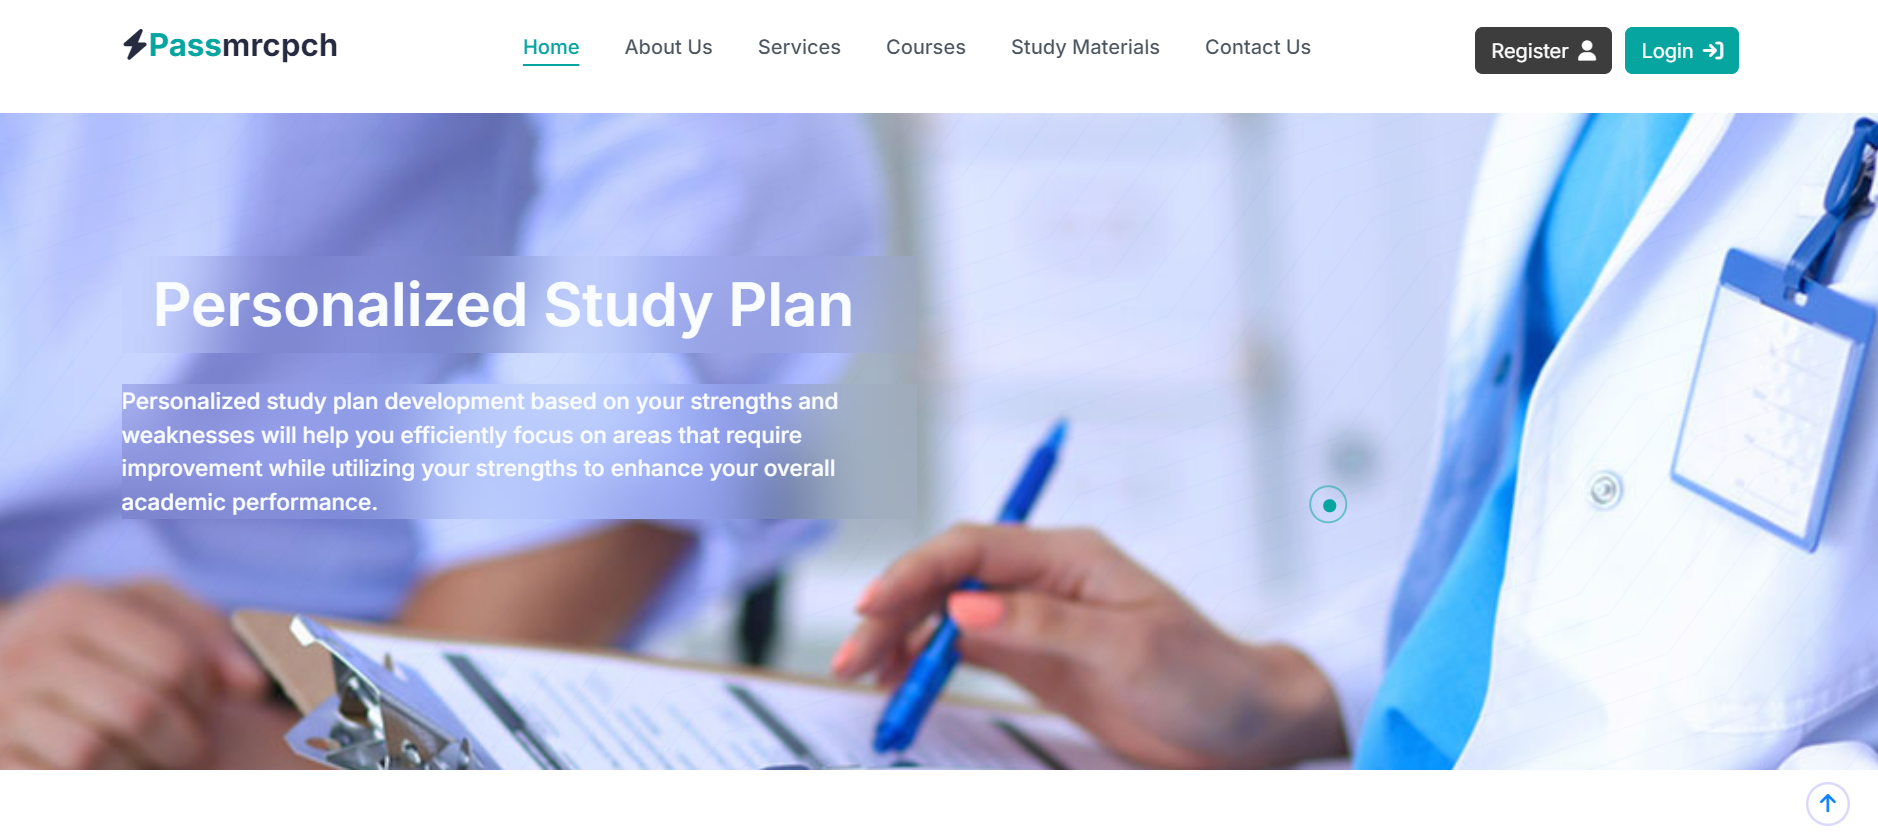 Passmrcpch
Home
About Us
Services
Courses
Study Materials
Contact Us
Register
Login
Personalized Study Plan
Personalized study plan development based on your strengths and
weaknesses will help you efficiently focus on areas that require
improvement while utilizing your strengths to enhance your overall
academic performance.